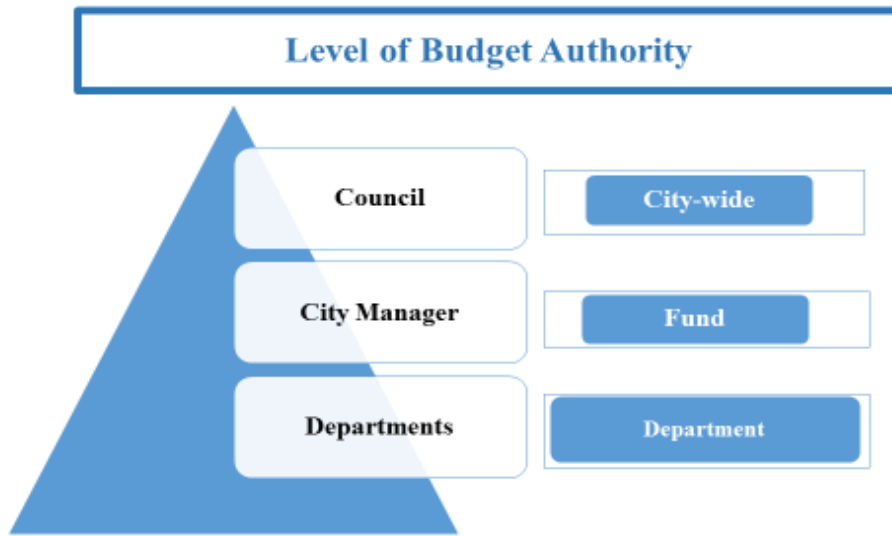 Level of Budget Authority
Council
City-wide
City Manager
Fund
Departments
Department